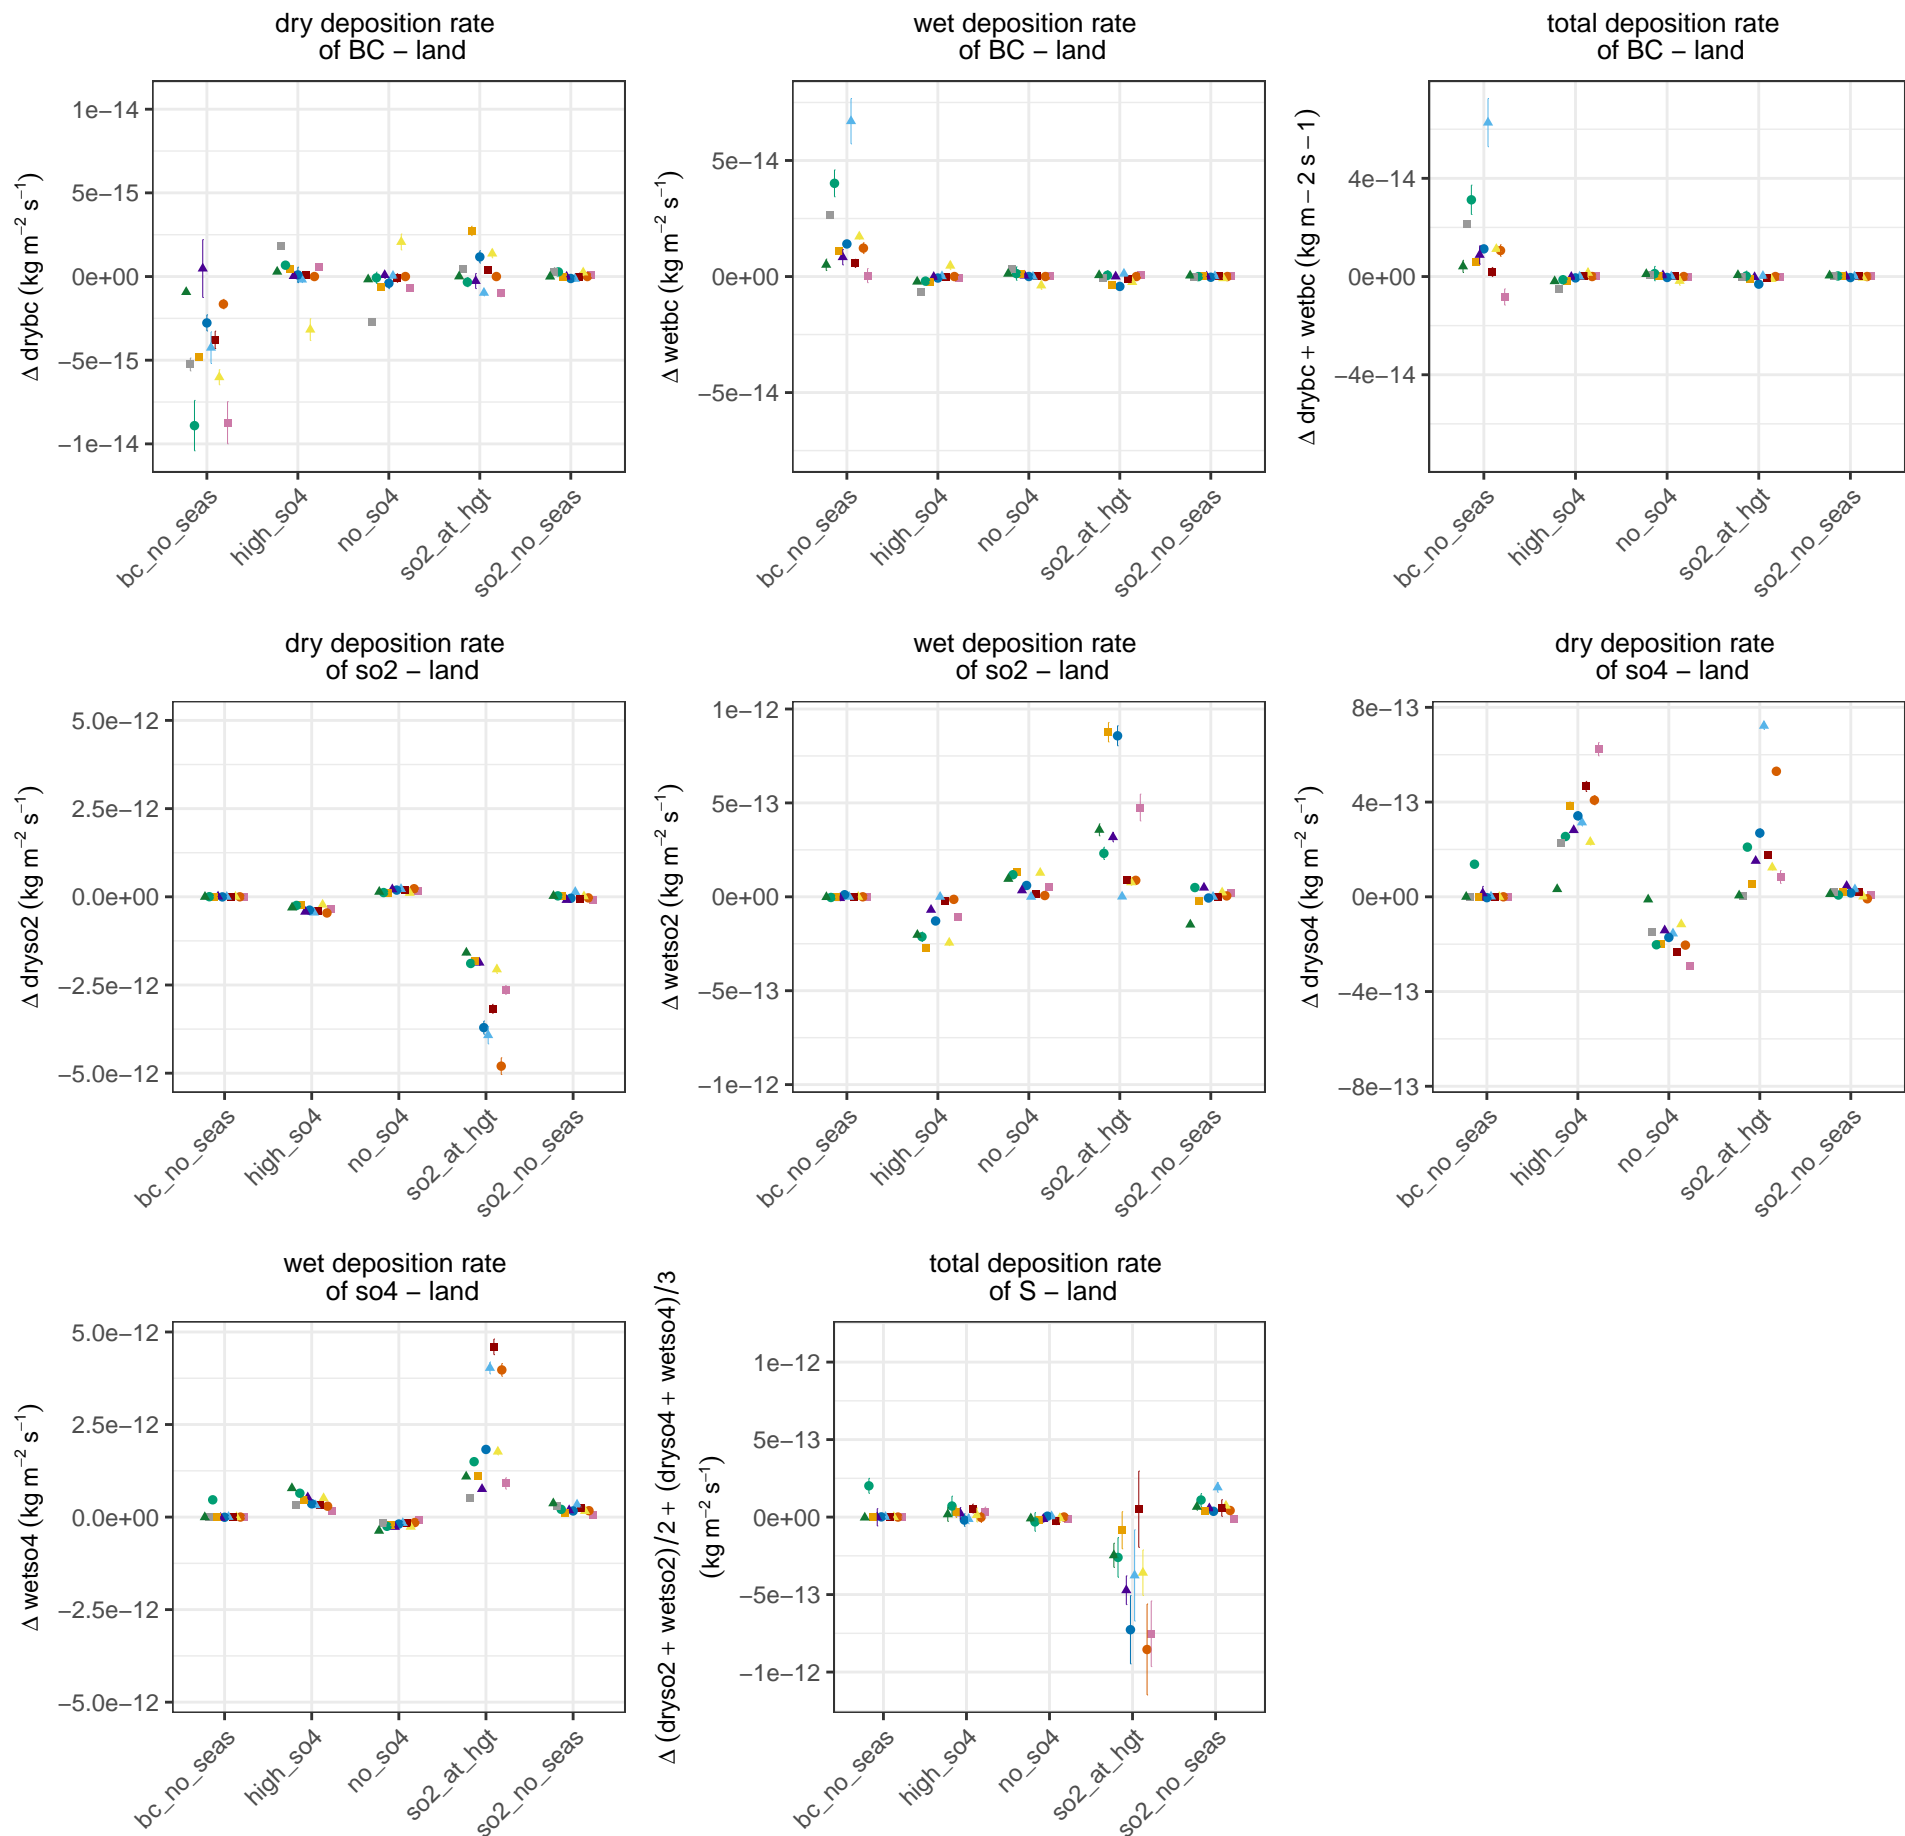 dry deposition rate
of BC − land
Δ drybc (kg m⁻² s⁻¹)
1e−14
5e−15
0e+00
−5e−15
−1e−14
bc_no_seas
high_so4
no_so4
so2_at_hgt
so2_no_seas
wet deposition rate
of BC − land
Δ wetbc (kg m⁻² s⁻¹)
5e−14
0e+00
−5e−14
bc_no_seas
high_so4
no_so4
so2_at_hgt
so2_no_seas
total deposition rate
of BC − land
Δ drybc + wetbc (kg m − 2 s − 1)
4e−14
0e+00
−4e−14
bc_no_seas
high_so4
no_so4
so2_at_hgt
so2_no_seas
dry deposition rate
of so2 − land
Δ dryso2 (kg m⁻² s⁻¹)
5.0e−12
2.5e−12
0.0e+00
−2.5e−12
−5.0e−12
bc_no_seas
high_so4
no_so4
so2_at_hgt
so2_no_seas
wet deposition rate
of so2 − land
Δ wetso2 (kg m⁻² s⁻¹)
1e−12
5e−13
0e+00
−5e−13
−1e−12
bc_no_seas
high_so4
no_so4
so2_at_hgt
so2_no_seas
dry deposition rate
of so4 − land
Δ dryso4 (kg m⁻² s⁻¹)
8e−13
4e−13
0e+00
−4e−13
−8e−13
bc_no_seas
high_so4
no_so4
so2_at_hgt
so2_no_seas
wet deposition rate
of so4 − land
Δ wetso4 (kg m⁻² s⁻¹)
5.0e−12
2.5e−12
0.0e+00
−2.5e−12
−5.0e−12
bc_no_seas
high_so4
no_so4
so2_at_hgt
so2_no_seas
total deposition rate
of S − land
Δ (dryso2 + wetso2)/2 + (dryso4 + wetso4)/3
(kg m⁻² s⁻¹)
1e−12
5e−13
0e+00
−5e−13
−1e−12
bc_no_seas
high_so4
no_so4
so2_at_hgt
so2_no_seas